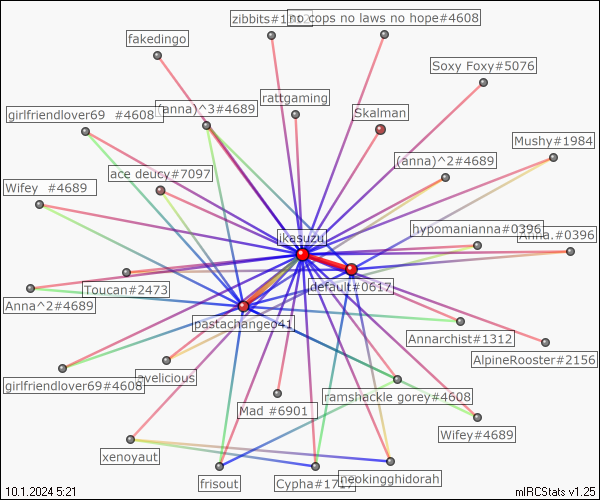 zibbits#1312
no cops no laws no hope#4608
fakedingo
Soxy Foxy#5076
rattgaming
(anna)^3#4689
girlfriendlover69 #4608
Skalman
Mushy#1984
(anna)^2#4689
ace deucy#7097
Wifey #4689
hypomanianna#0396
Anna.#0396
ikasuzu
default#0617
Toucan#2473
Anna^2#4689
pastachangeo41
Annarchist#1312
AlpineRooster#2156
avelicious
girlfriendlover69#4608
ramshackle gorey#4608
Mad #6901
Wifey#4689
xenoyaut
neokingghidorah
frisout
Cypha#1717
10.1.2024 5:21
mIRCStats v1.25